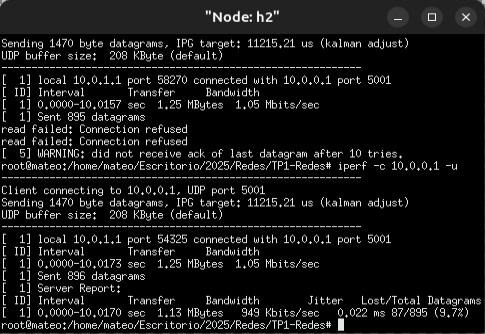 "Node: h2"
Sending 1470 byte datagrams, IPG target: 11215.21 us (kalman adjust)
UDP buffer size:  208 KByte (default)
------------------------------------------------------------
[  1] local 10.0.1.1 port 58270 connected with 10.0.0.1 port 5001
[ ID] Interval       Transfer     Bandwidth
[  1] 0.0000-10.0157 sec  1.25 MBytes  1.05 Mbits/sec
[  1] Sent 895 datagrams
read failed: Connection refused
read failed: Connection refused
[  5] WARNING: did not receive ack of last datagram after 10 tries.
root@mateo:/home/mateo/Escritorio/2025/Redes/TP1-Redes# iperf -c 10.0.0.1 -u
------------------------------------------------------------
Client connecting to 10.0.0.1, UDP port 5001
Sending 1470 byte datagrams, IPG target: 11215.21 us (kalman adjust)
UDP buffer size:  208 KByte (default)
------------------------------------------------------------
[  1] local 10.0.1.1 port 54325 connected with 10.0.0.1 port 5001
[ ID] Interval       Transfer     Bandwidth
[  1] 0.0000-10.0173 sec  1.25 MBytes  1.05 Mbits/sec
[  1] Sent 896 datagrams
[  1] Server Report:
[ ID] Interval       Transfer     Bandwidth        Jitter   Lost/Total Datagrams
[  1] 0.0000-10.0170 sec  1.13 MBytes   949 Kbits/sec   0.022 ms 87/895 (9.7%)
root@mateo:/home/mateo/Escritorio/2025/Redes/TP1-Redes#